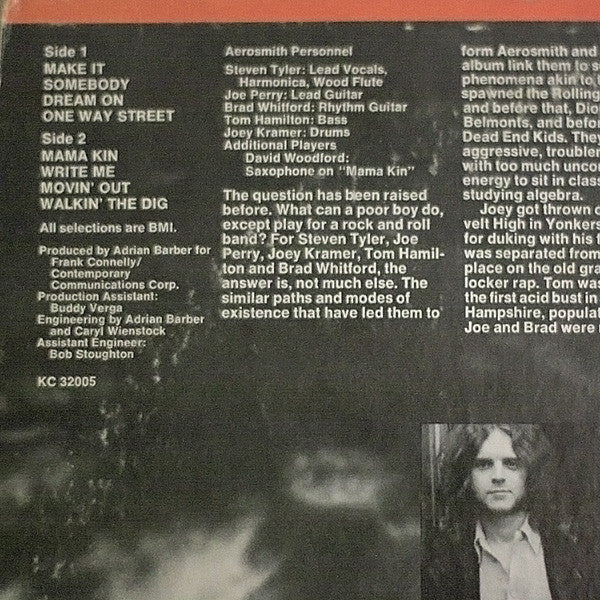 Side 1
MAKE IT
SOMEBODY
DREAM ON
ONE WAY STREET
Side 2
MAMA KIN
WRITE ME
MOVIN' OUT
WALKIN' THE DIG
All selections are BMI.
Produced by Adrian Barber for
Frank Connelly/
Contemporary
Communications Corp.
Production Assistant:
Buddy Verga
Engineering by Adrian Barber
and Caryl Wienstock
Assistant Engineer:
Bob Stoughton
KC 32005
Aerosmith Personnel
Steven Tyler: Lead Vocals,
Harmonica, Wood Flute
Joe Perry: Lead Guitar
Brad Whitford: Rhythm Guitar
Tom Hamilton: Bass
Joey Kramer: Drums
Additional Players
David Woodford:
Saxophone on "Mama Kin"
The question has been raised
before. What can a poor boy do,
except play for a rock and roll
band? For Steven Tyler, Joe
Perry, Joey Kramer, Tom Hamil-
ton and Brad Whitford, the
answer is, not much else. The
similar paths and modes of
existence that have led them to
form Aerosmith and
album link them to s
phenomena akin to t
spawned the Rolling
and before that, Dio
Belmonts, and befo
Dead End Kids. They
aggressive, troubler
with too much uncon
energy to sit in class
studying algebra.
Joey got thrown o
velt High in Yonkers
for duking with his f
was separated from
place on the old gra
locker rap. Tom was
the first acid bust in
Hampshire, populat
Joe and Brad were r